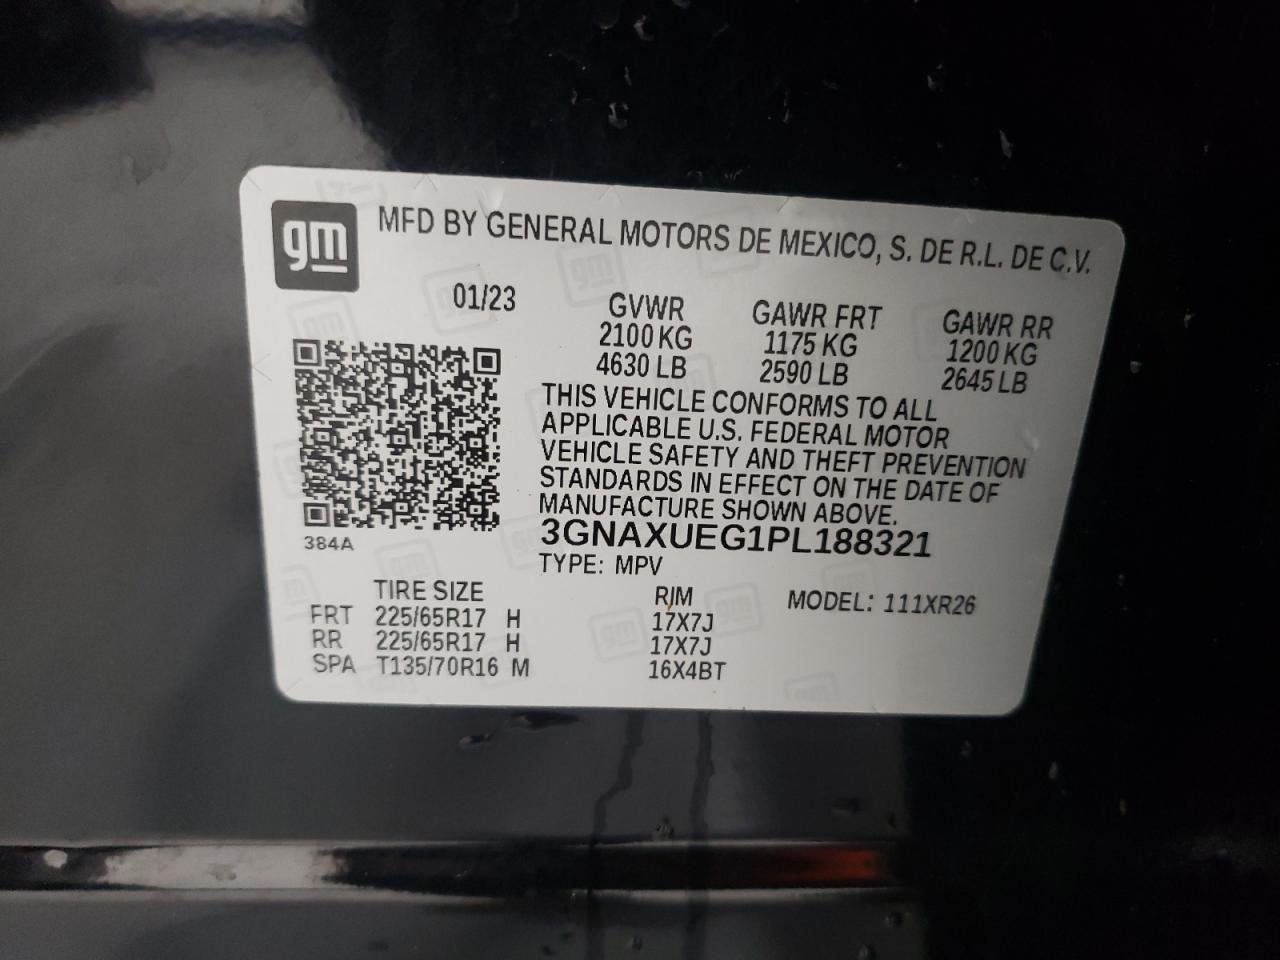 gm MFD BY GENERAL MOTORS DE MEXICO, S. DE R.L. DE C.V.
01/23 GVWR GAWR FRT GAWR RR
2100 KG 1175 KG 1200 KG
4630 LB 2590 LB 2645 LB
THIS VEHICLE CONFORMS TO ALL
APPLICABLE U.S. FEDERAL MOTOR
VEHICLE SAFETY AND THEFT PREVENTION
STANDARDS IN EFFECT ON THE DATE OF
MANUFACTURE SHOWN ABOVE.
384A
3GNAXUEG1PL188321
TYPE: MPV
TIRE SIZE RIM MODEL: 111XR26
FRT 225/65R17 H 17X7J
RR 225/65R17 H 17X7J
SPA T135/70R16 M 16X4BT